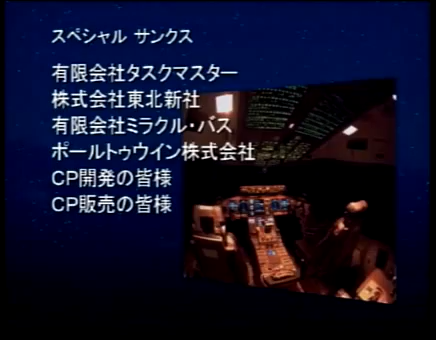 スペシャル サンクス
有限会社タスクマスター
株式会社東北新社
有限会社ミラクル・バス
ポールトゥウイン株式会社
CP開発の皆様
CP販売の皆様